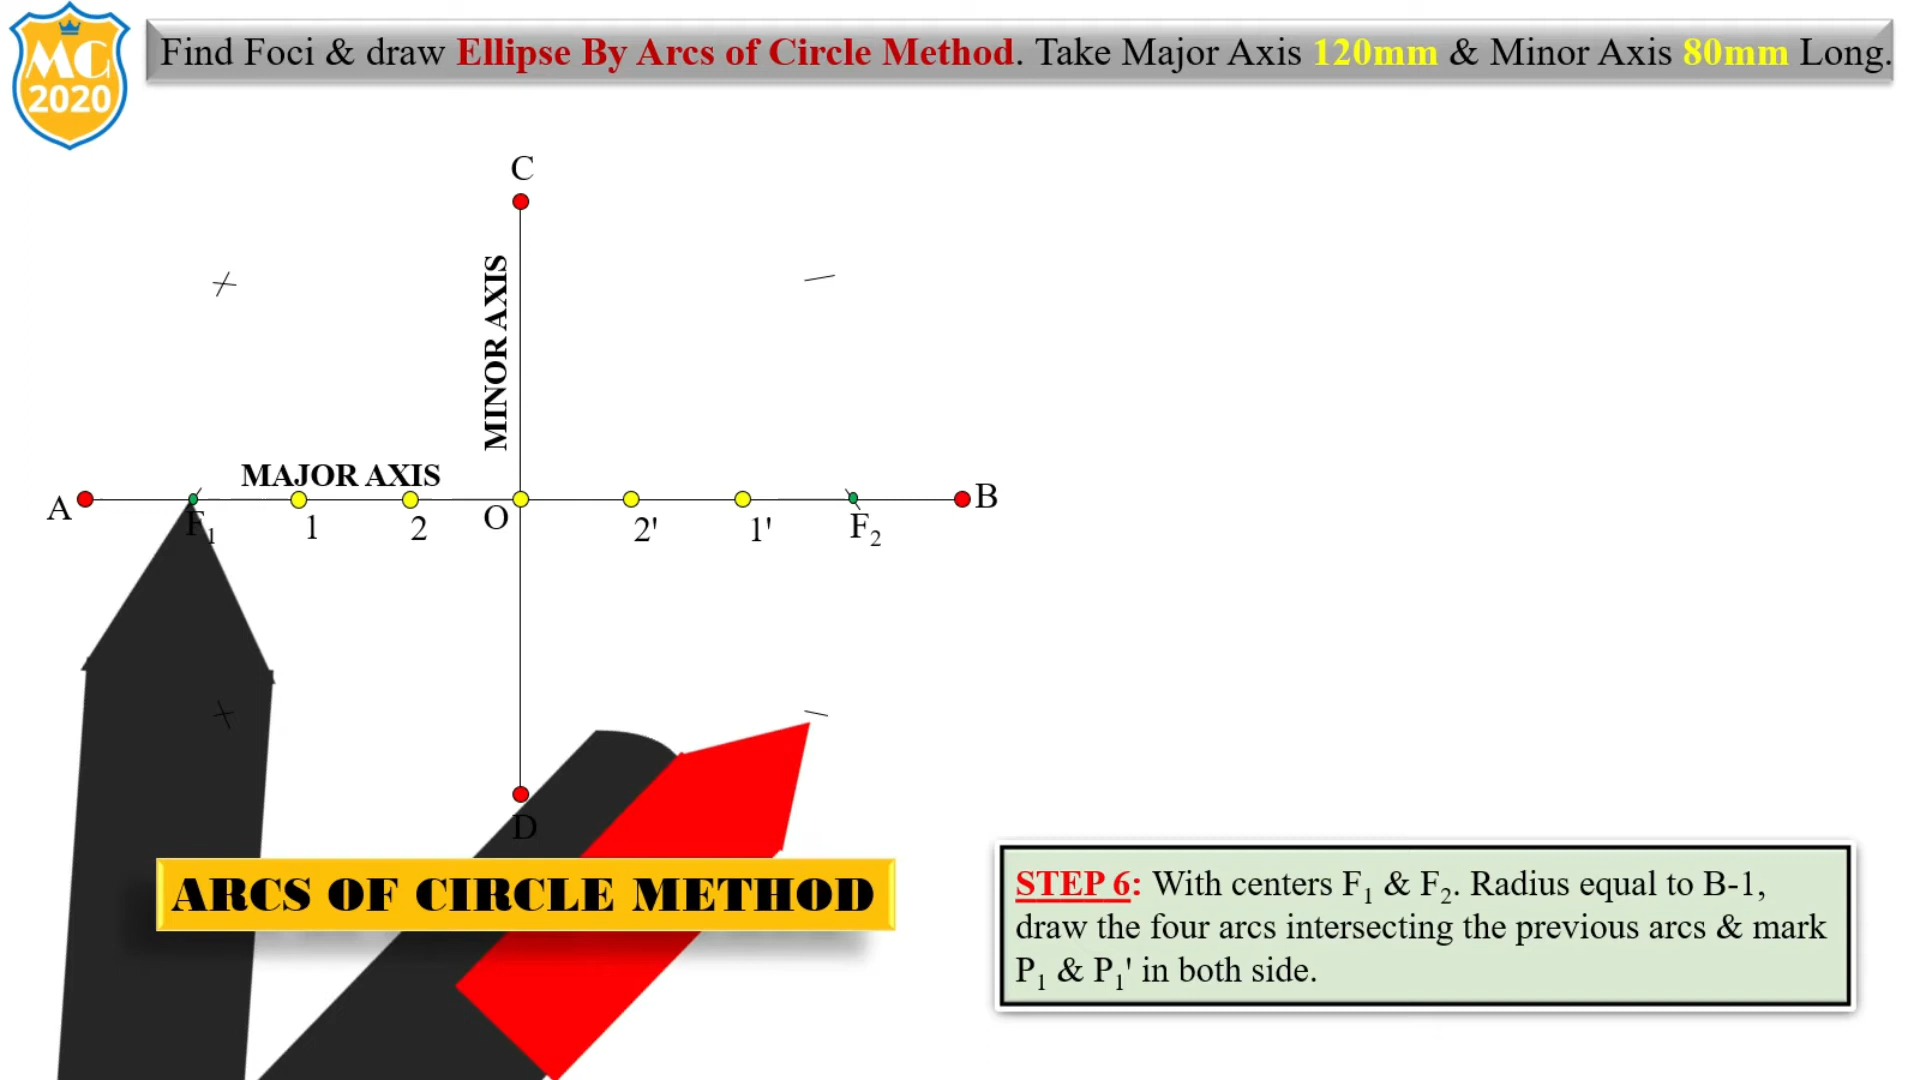 MG
2020
Find Foci & draw Ellipse By Arcs of Circle Method. Take Major Axis 120mm & Minor Axis 80mm Long.
C
MINOR AXIS
MAJOR AXIS
A
B
F₁
1
2
O
2'
1'
F₂
D
ARCS OF CIRCLE METHOD
STEP 6: With centers F₁ & F₂. Radius equal to B-1,
draw the four arcs intersecting the previous arcs & mark
P₁ & P₁' in both side.